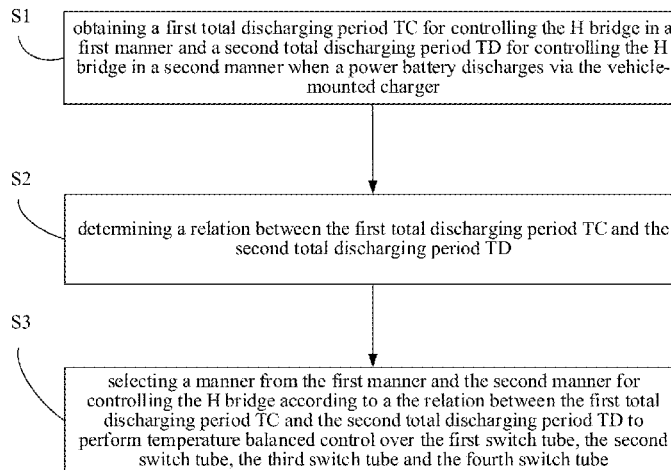 S1
obtaining a first total discharging period TC for controlling the H bridge in a
first manner and a second total discharging period TD for controlling the H
bridge in a second manner when a power battery discharges via the vehicle-
mounted charger
S2
determining a relation between the first total discharging period TC and the
second total discharging period TD
S3
selecting a manner from the first manner and the second manner for
controlling the H bridge according to a the relation between the first total
discharging period TC and the second total discharging period TD to
perform temperature balanced control over the first switch tube, the second
switch tube, the third switch tube and the fourth switch tube